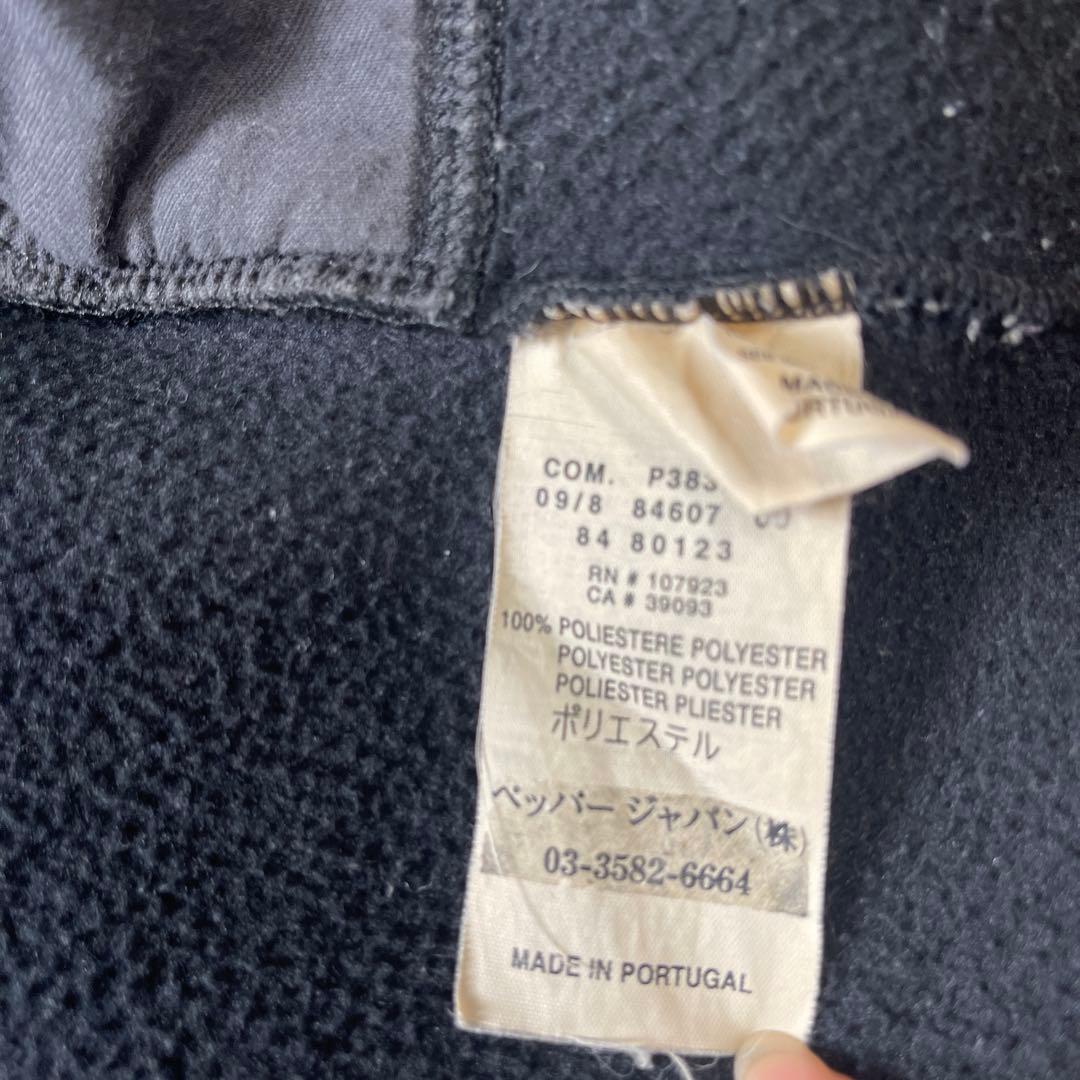 COM. P383
09/8 84607
84 80123
RN # 107923
CA # 39093
100% POLIESTERE POLYESTER
POLYESTER POLYESTER
POLIESTER PLIESTER
ポリエステル
ペッパー ジャパン(株)
03-3582-6664
MADE IN PORTUGAL